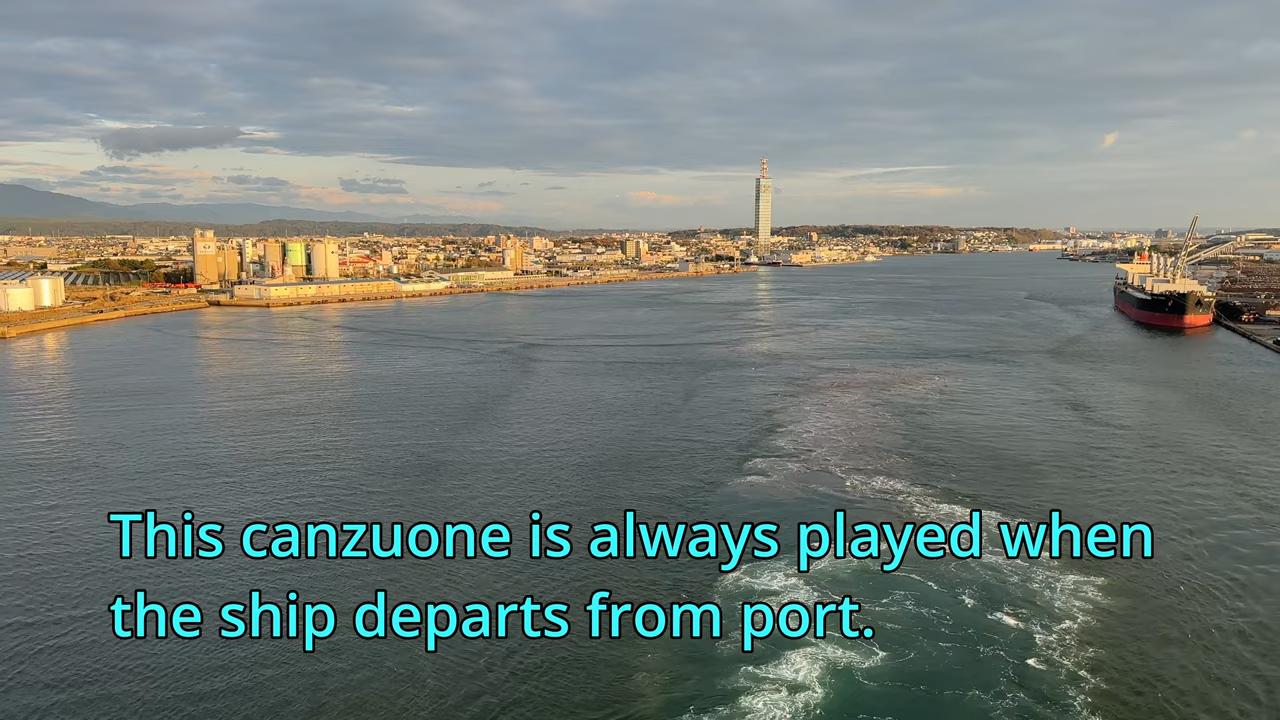 This canzuone is always played when
the ship departs from port.